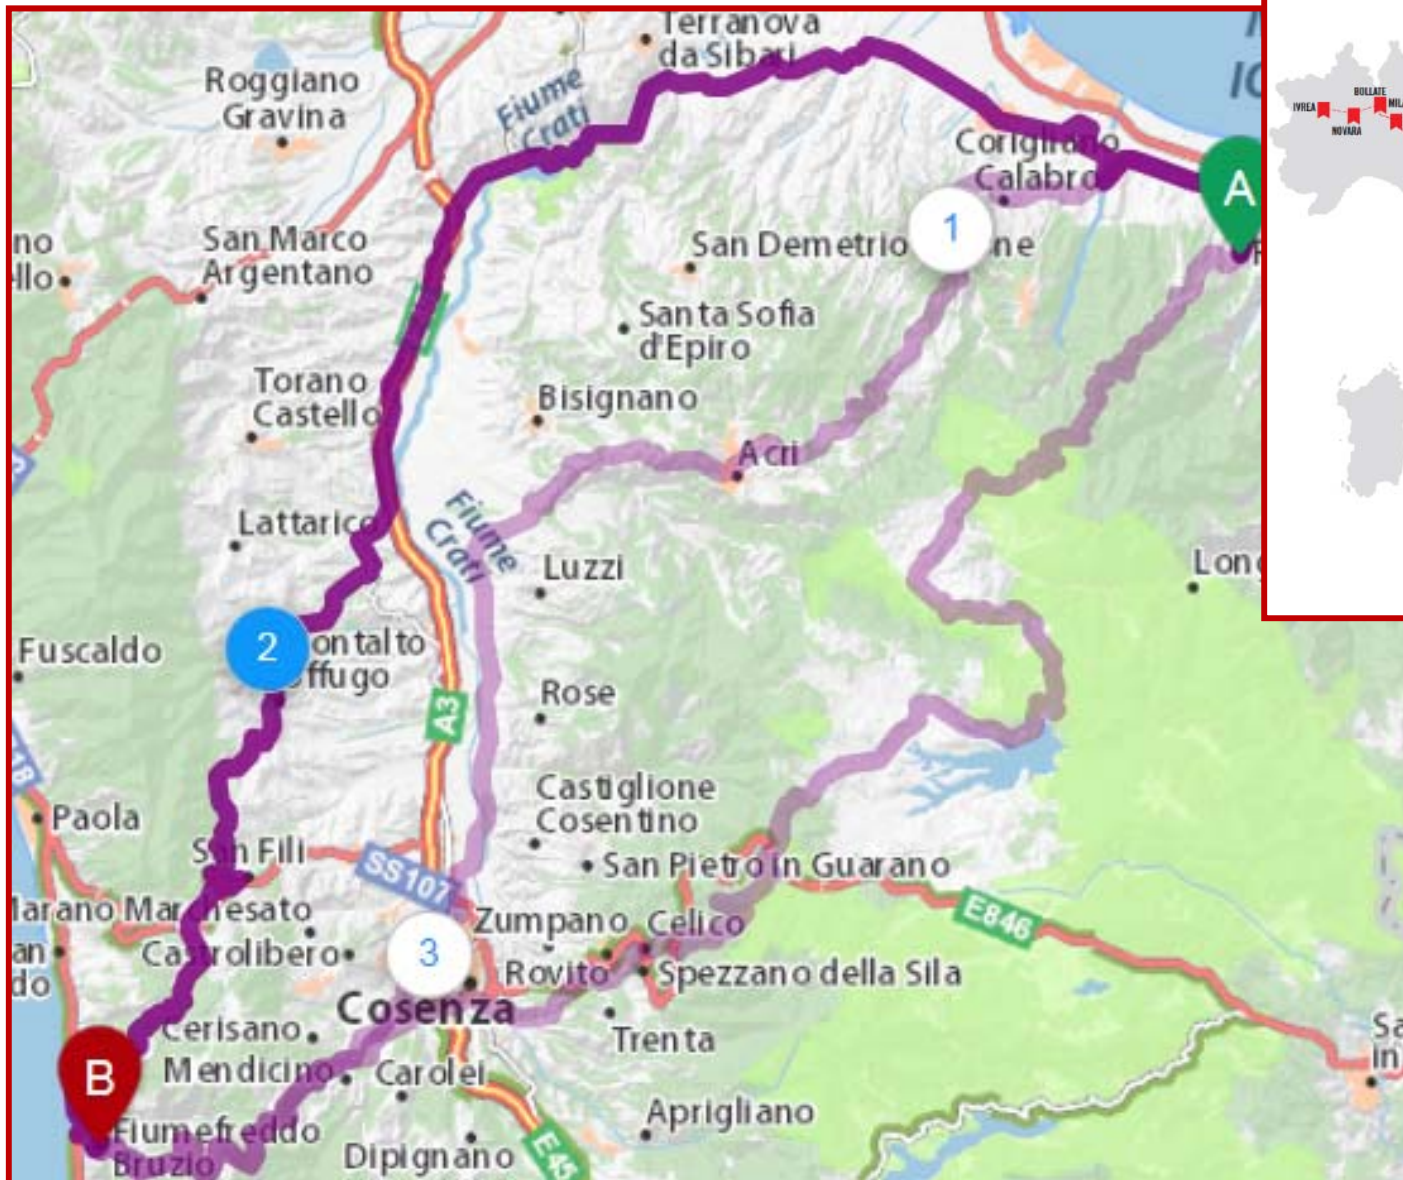 Terranova
da Sibari
Roggiano
Gravina
Fiume
Crati
IVREA
BOLLATE
NOVARA
Corigliano
Calabro
A
1
San Marco
Argentano
San Demetrio
ne
Santa Sofia
d'Epiro
Torano
Castello
Bisignano
Acri
Lattarico
Fiume
Crati
Luzzi
2
ontalto
ffugo
Fuscaldo
Rose
A3
18
Castiglione
Cosentino
Paola
San Fili
SS107
San Pietro in Guarano
E846
Marano Marchesato
Zumpano
Celico
Castrolibero
3
Rovito
Spezzano della Sila
Cosenza
Cerisano
Trenta
B
Mendicino
Carolei
Aprigliano
Fiumefreddo
Bruzio
Dipignano
E45